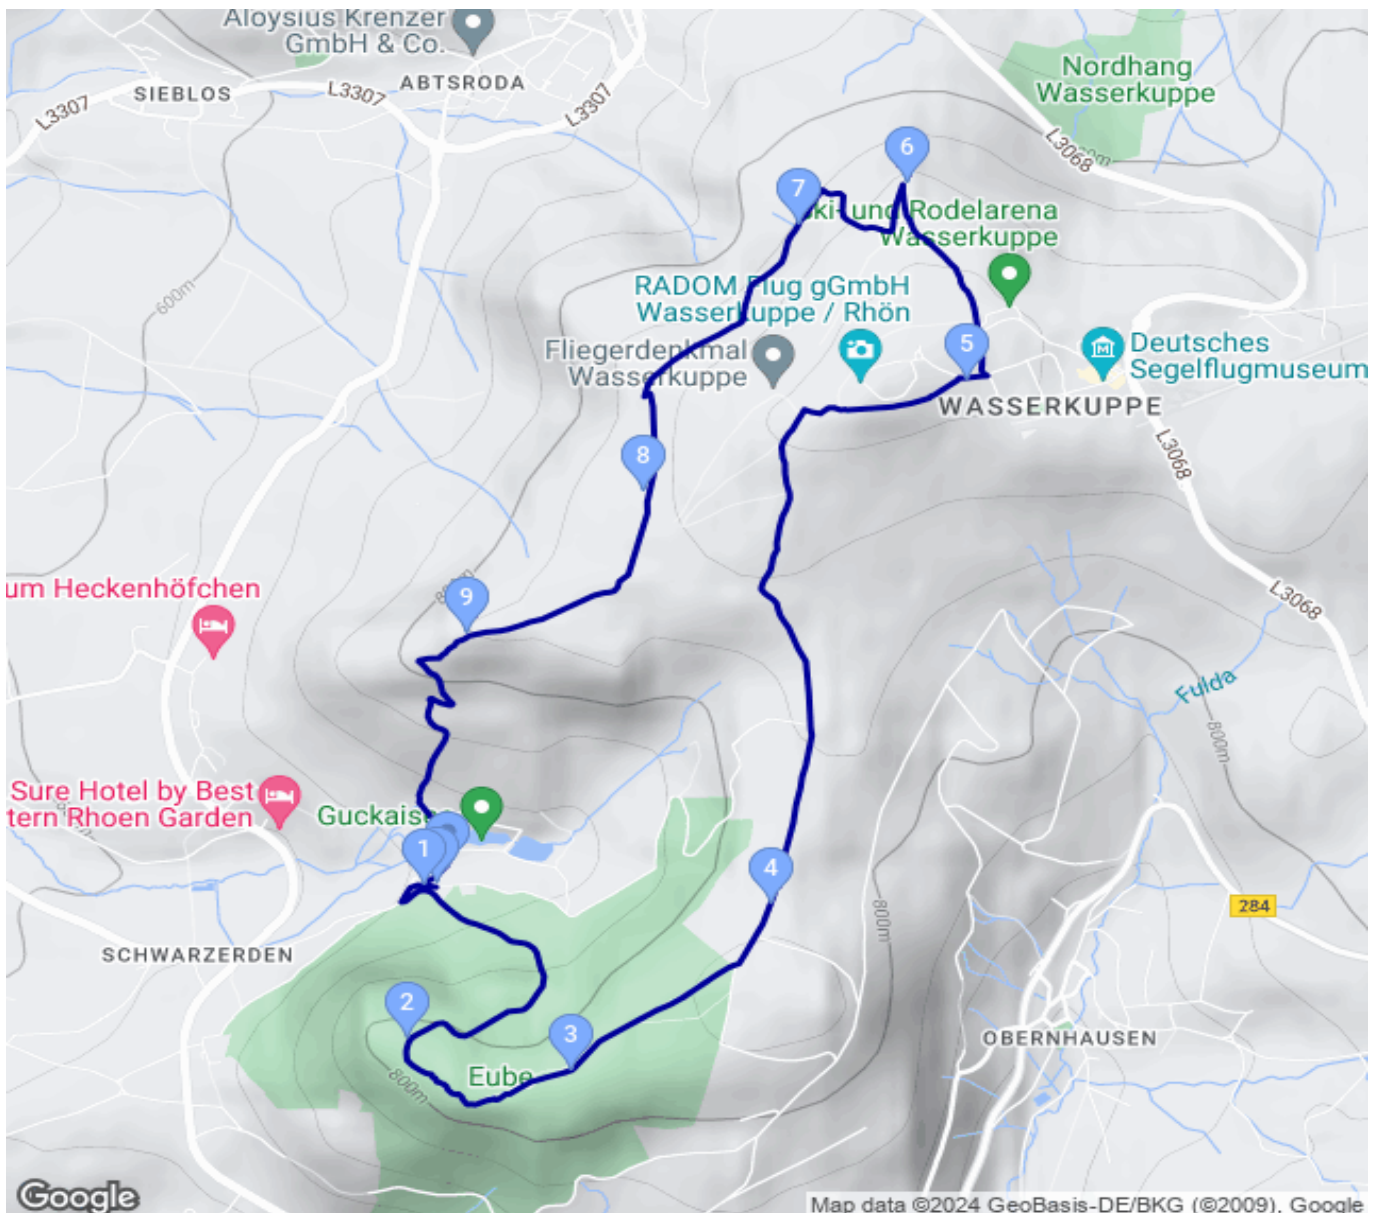 Aloysius Krenzer
GmbH & Co.
ABTSRODA
SIEBLOS
L3307
L3307
L3307
Nordhang
Wasserkuppe
L3068
6
7
Ski- und Rodelarena
Wasserkuppe
RADOM Flug gGmbH
Wasserkuppe / Rhön
600m
Fliegerdenkmal
Wasserkuppe
5
Deutsches
Segelflugmuseum
WASSERKUPPE
L3068
8
um Heckenhöfchen
9
L3068
Fulda
800m
Sure Hotel by Best
tern Rhoen Garden
Guckais
1
4
284
800m
SCHWARZERDEN
2
3
OBERNHAUSEN
Eube
800m
Google
Map data ©2024 GeoBasis-DE/BKG (©2009), Google